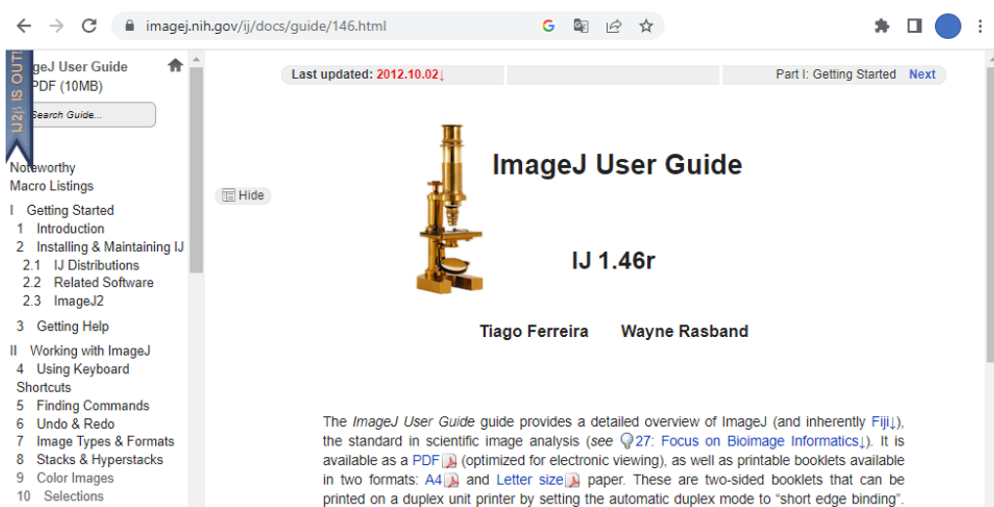 imagej.nih.gov/ij/docs/guide/146.html
IJ2β IS OUT!
User Guide
PDF (10MB)
Search Guide...
Noteworthy
Macro Listings
I Getting Started
1 Introduction
2 Installing & Maintaining IJ
2.1 IJ Distributions
2.2 Related Software
2.3 ImageJ2
3 Getting Help
II Working with ImageJ
4 Using Keyboard
Shortcuts
5 Finding Commands
6 Undo & Redo
7 Image Types & Formats
8 Stacks & Hyperstacks
9 Color Images
10 Selections
Hide
Last updated: 2012.10.02↓
Part I: Getting Started Next
ImageJ User Guide
IJ 1.46r
Tiago Ferreira Wayne Rasband
The ImageJ User Guide guide provides a detailed overview of ImageJ (and inherently Fiji↓),
the standard in scientific image analysis (see 27: Focus on Bioimage Informatics↓). It is
available as a PDF (optimized for electronic viewing), as well as printable booklets available
in two formats: A4 and Letter size paper. These are two-sided booklets that can be
printed on a duplex unit printer by setting the automatic duplex mode to “short edge binding”.